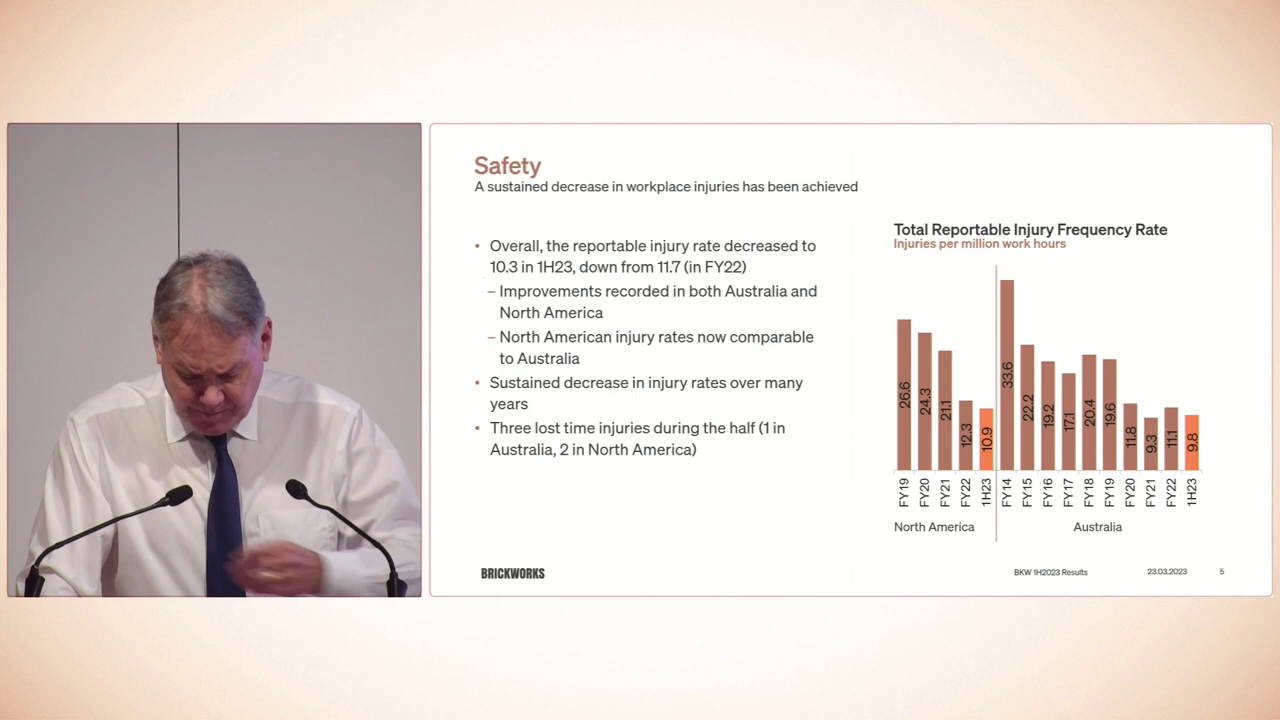 Safety
A sustained decrease in workplace injuries has been achieved
• Overall, the reportable injury rate decreased to
10.3 in 1H23, down from 11.7 (in FY22)
– Improvements recorded in both Australia and
North America
– North American injury rates now comparable
to Australia
• Sustained decrease in injury rates over many
years
• Three lost time injuries during the half (1 in
Australia, 2 in North America)
Total Reportable Injury Frequency Rate
Injuries per million work hours
26.6 24.3 21.1 12.3 10.9 33.6 22.2 19.2 17.1 20.4 19.6 11.8 9.3 11.1 9.8
FY19 FY20 FY21 FY22 1H23 FY14 FY15 FY16 FY17 FY18 FY19 FY20 FY21 FY22 1H23
North America Australia
BRICKWORKS
BKW 1H2023 Results 23.03.2023 5